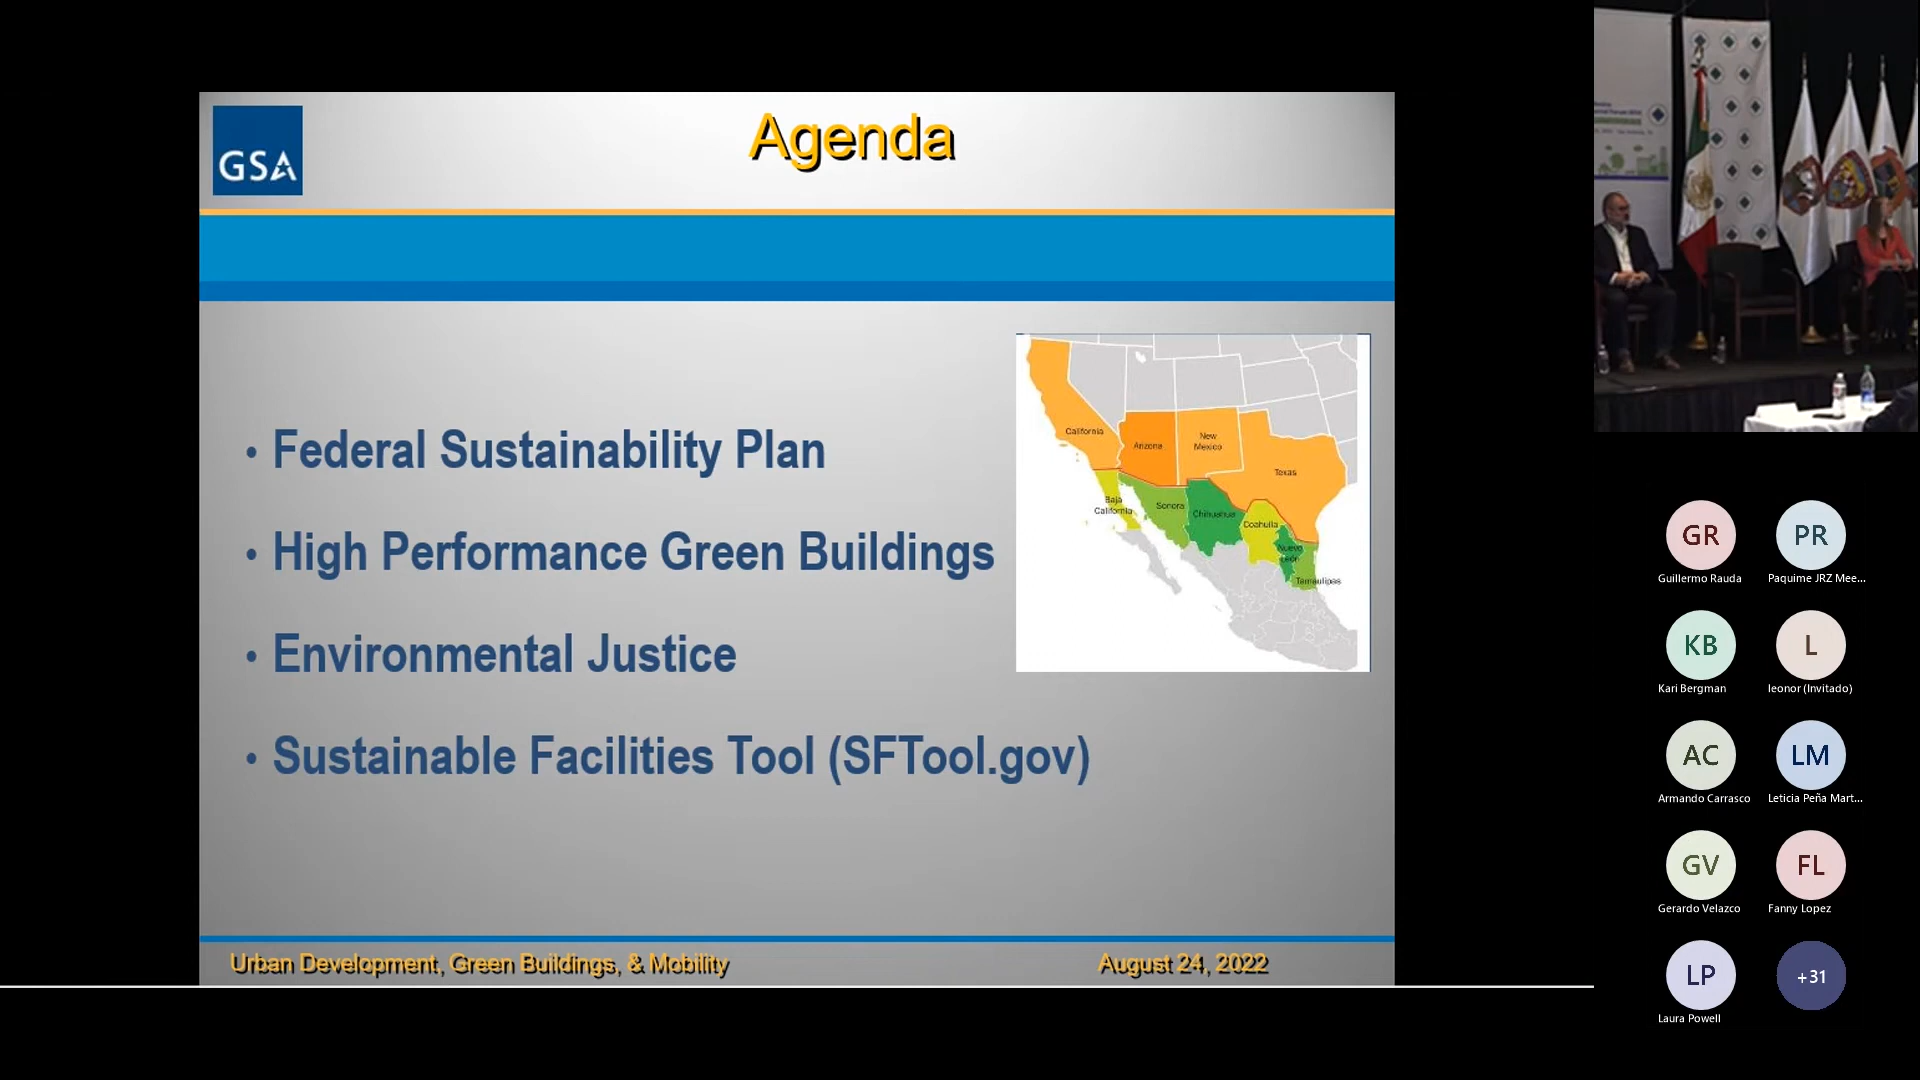 GSA
Agenda
• Federal Sustainability Plan
• High Performance Green Buildings
• Environmental Justice
• Sustainable Facilities Tool (SFTool.gov)
California
Arizona
New
Mexico
Texas
Baja
California
Sonora
Chihuahua
Coahuila
Nuevo
León
Tamaulipas
Urban Development, Green Buildings, & Mobility
August 24, 2022
GR
Guillermo Rauda
PR
Paquime JRZ Mee...
KB
Kari Bergman
L
leonor (Invitado)
AC
Armando Carrasco
LM
Leticia Peña Mart...
GV
Gerardo Velazco
FL
Fanny Lopez
LP
Laura Powell
+31